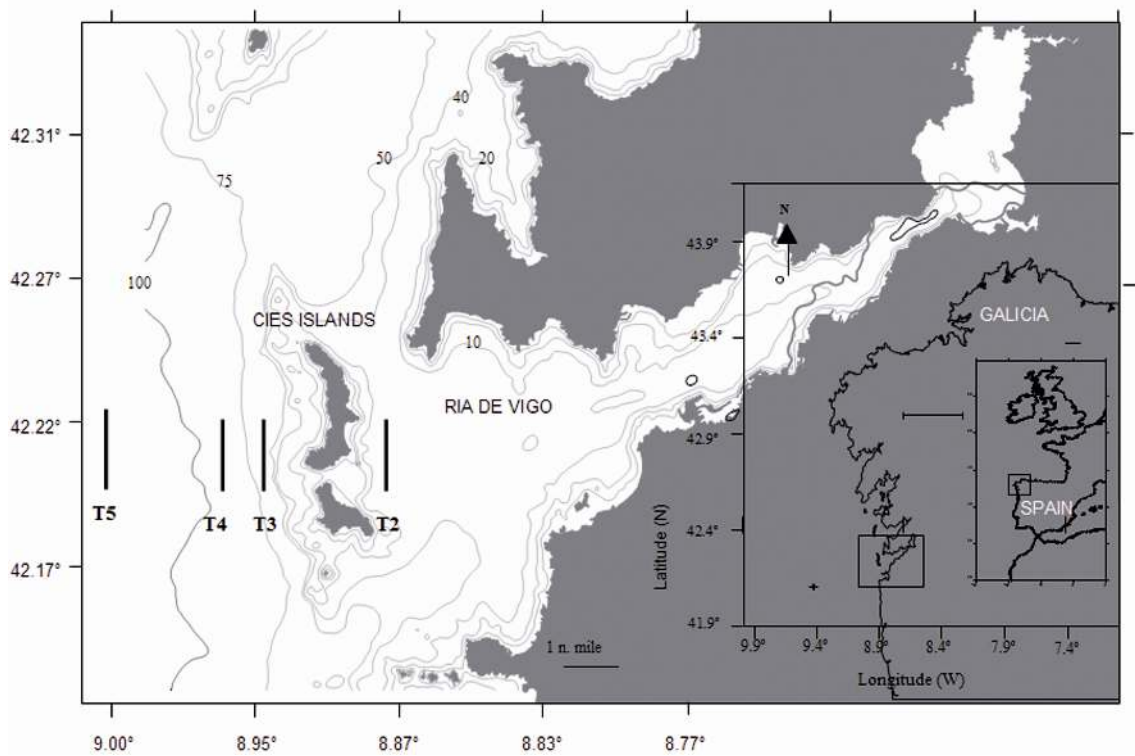 42.31°
42.27°
42.22°
42.17°
9.00°
8.95°
8.87°
8.83°
8.77°
40
50
20
75
100
10
CIES ISLANDS
RIA DE VIGO
T5
T4
T3
T2
1 n. mile
N
43.9°
43.4°
42.9°
42.4°
41.9°
Latitude (N)
9.9°
9.4°
8.9°
8.4°
7.9°
7.4°
Longitude (W)
GALICIA
SPAIN